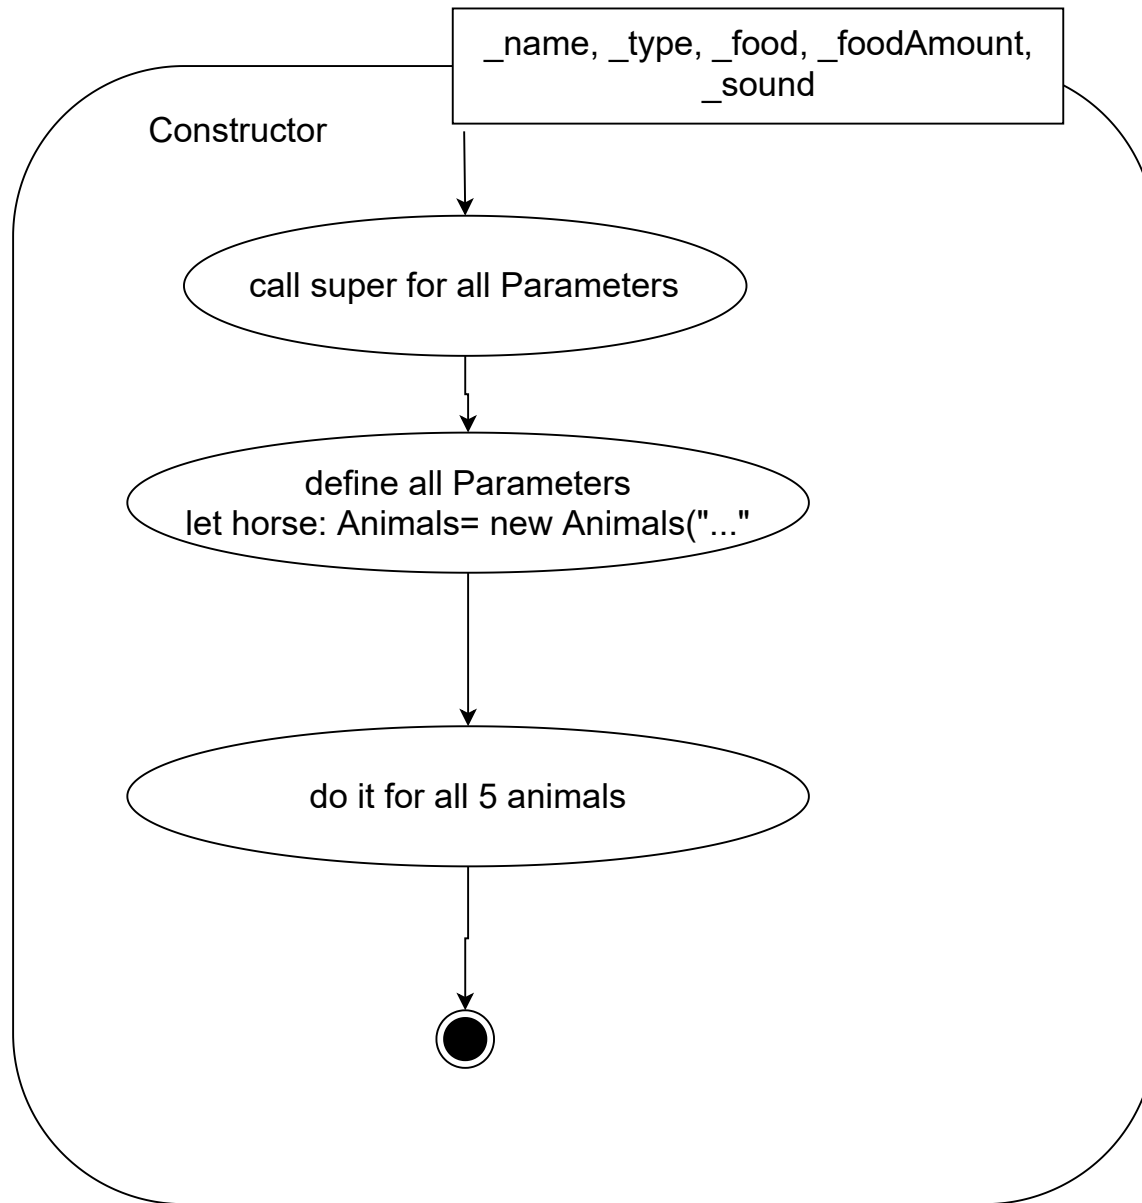 _name, _type, _food, _foodAmount,
_sound
Constructor
call super for all Parameters
define all Parameters
let horse: Animals= new Animals("..."
do it for all 5 animals